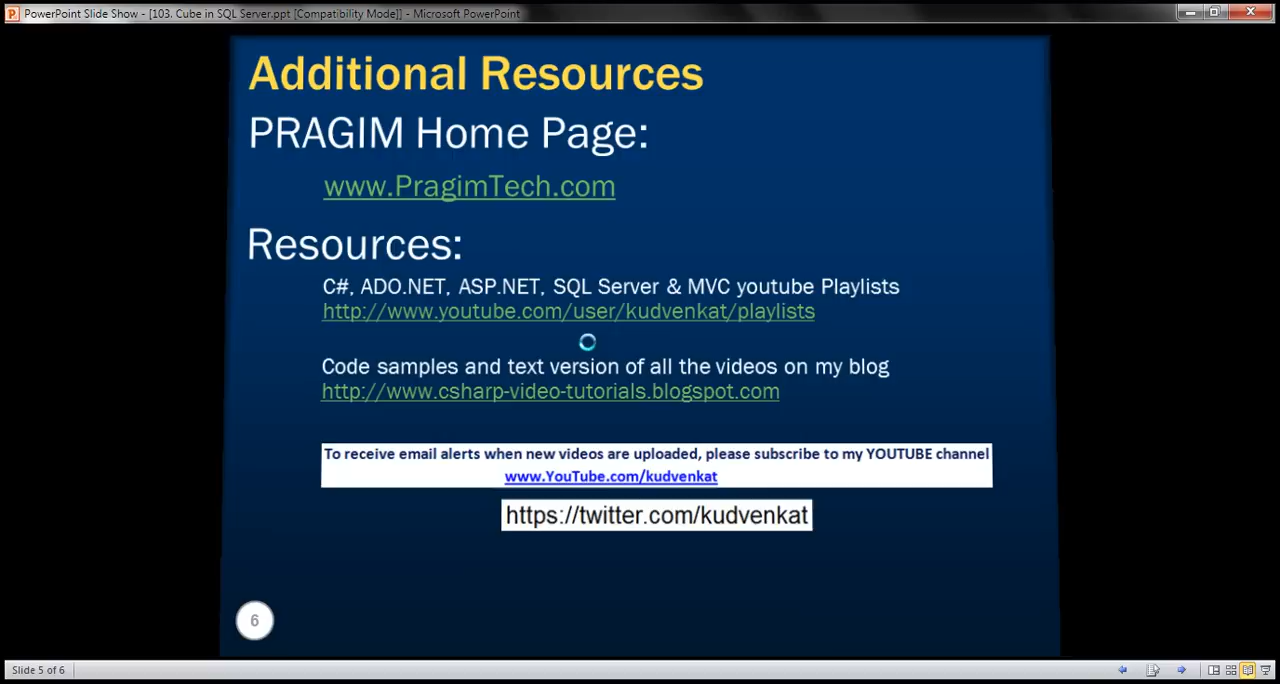 PowerPoint Slide Show - [103. Cube in SQL Server.ppt [Compatibility Mode]] - Microsoft PowerPoint
Additional Resources
PRAGIM Home Page:
www.PragimTech.com
Resources:
C#, ADO.NET, ASP.NET, SQL Server & MVC youtube Playlists
http://www.youtube.com/user/kudvenkat/playlists
Code samples and text version of all the videos on my blog
http://www.csharp-video-tutorials.blogspot.com
To receive email alerts when new videos are uploaded, please subscribe to my YOUTUBE channel
www.YouTube.com/kudvenkat
https://twitter.com/kudvenkat
6
Slide 5 of 6